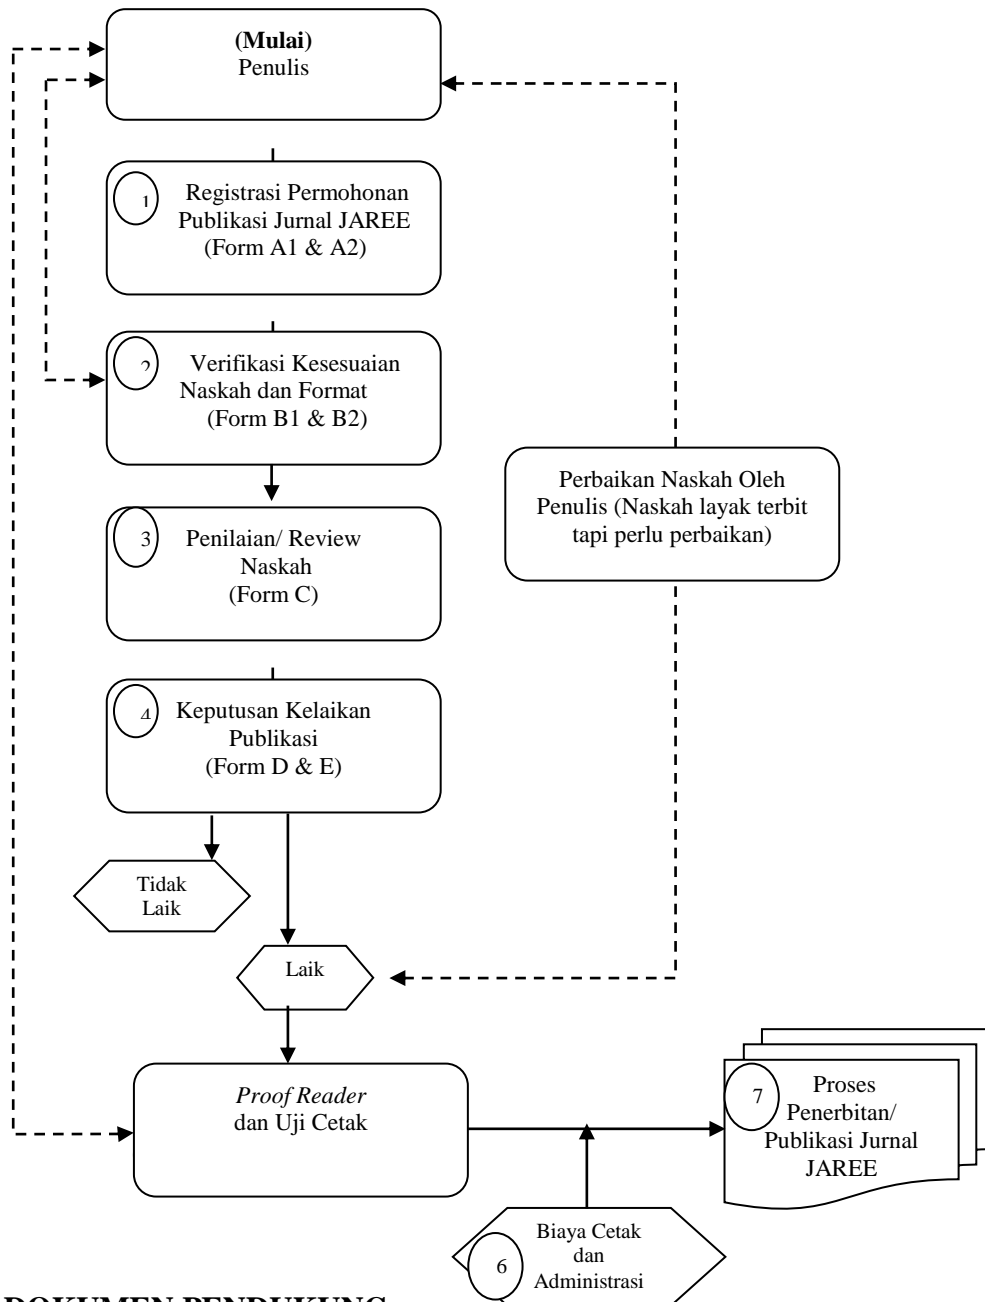 (Mulai)
Penulis
1
Registrasi Permohonan
Publikasi Jurnal JAREE
(Form A1 & A2)
2
Verifikasi Kesesuaian
Naskah dan Format
(Form B1 & B2)
Perbaikan Naskah Oleh
Penulis (Naskah layak terbit
tapi perlu perbaikan)
3
Penilaian/ Review
Naskah
(Form C)
4
Keputusan Kelaikan
Publikasi
(Form D & E)
Tidak
Laik
Laik
Proof Reader
dan Uji Cetak
7
Proses
Penerbitan/
Publikasi Jurnal
JAREE
6
Biaya Cetak
dan
Administrasi
DOKUMEN PENDUKUNG